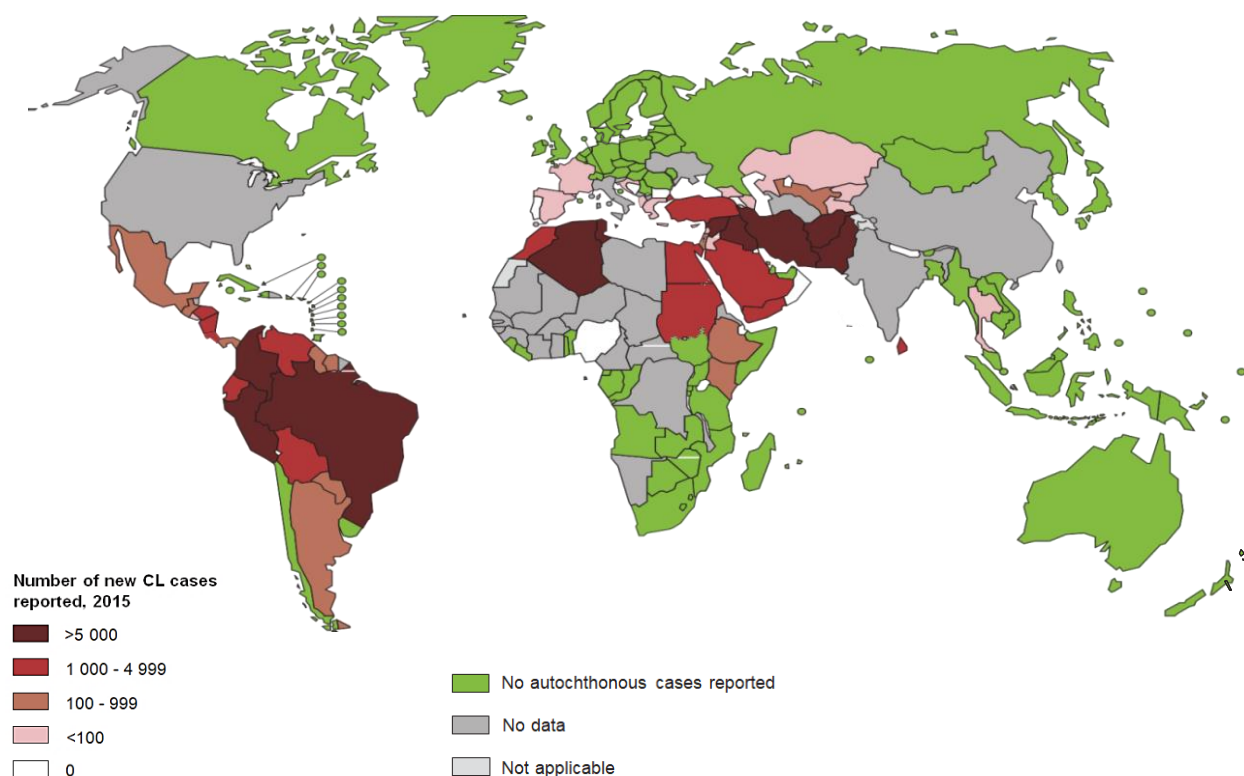 Number of new CL cases
reported, 2015
>5 000
1 000 - 4 999
100 - 999
<100
0
No autochthonous cases reported
No data
Not applicable